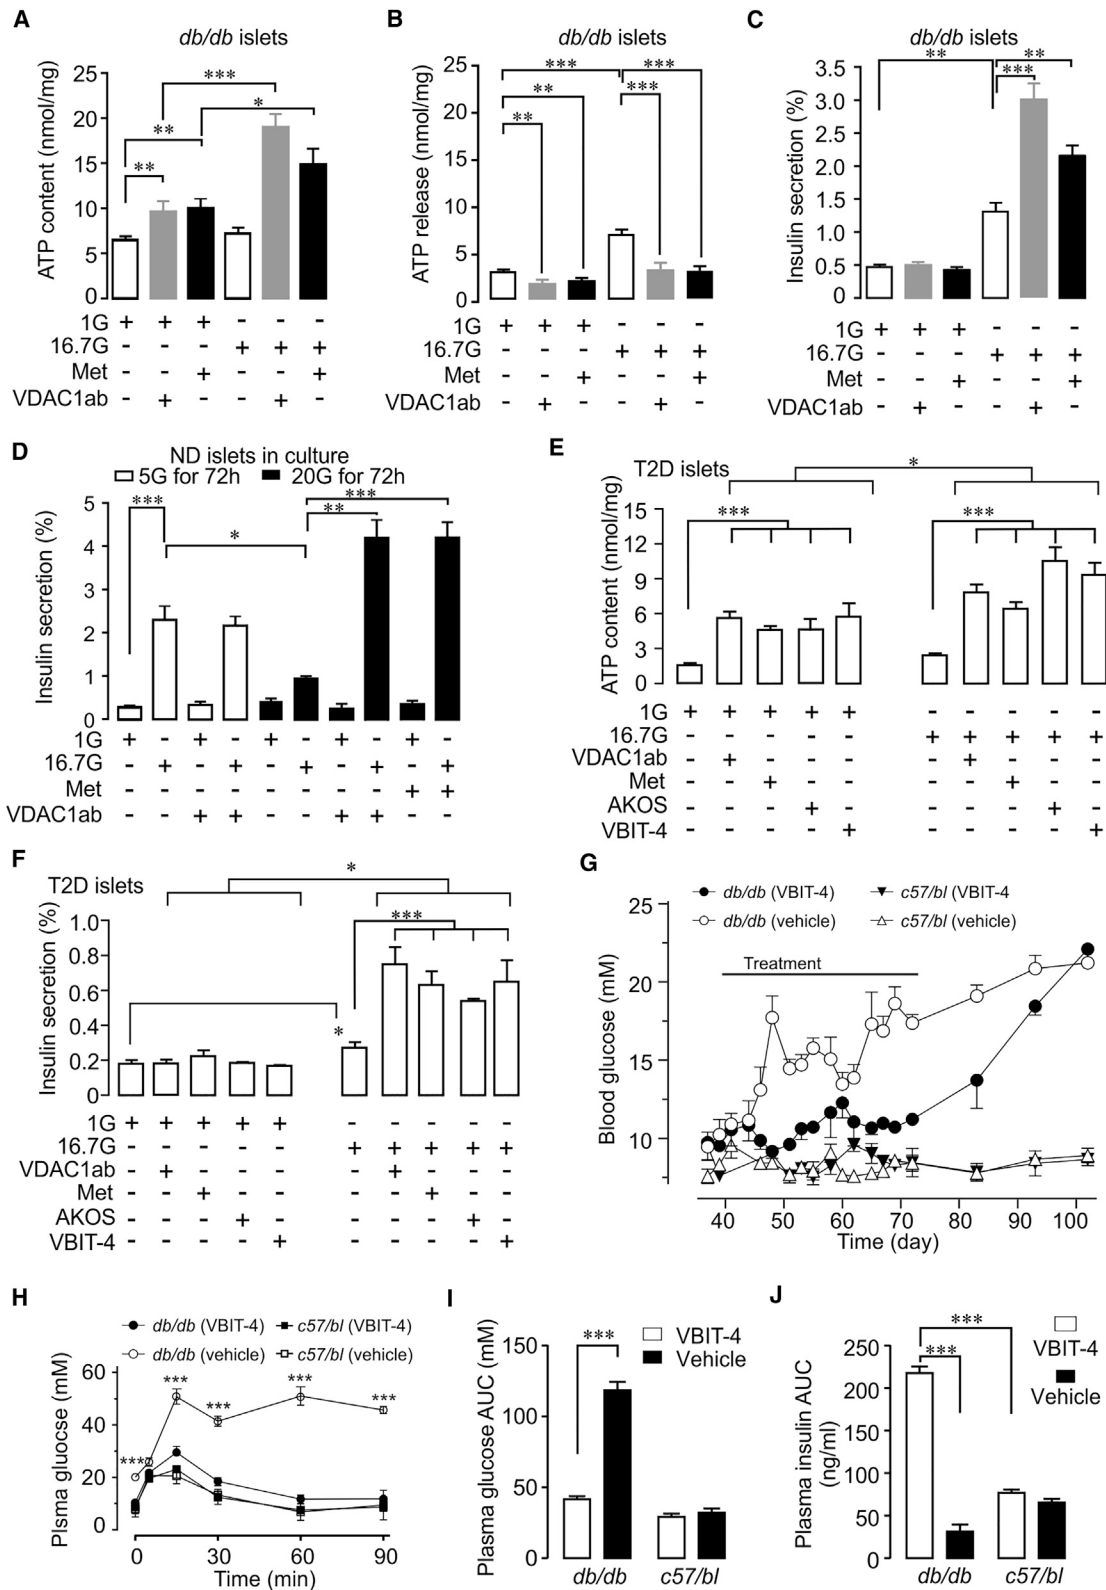 A
db/db islets
ATP content (nmol/mg)
25
20
15
10
5
0
***
*
**
**
1G + + + - - -
16.7G - - - + + +
Met - - + - - +
VDAC1ab - + - - + -
B
db/db islets
ATP release (nmol/mg)
25
20
15
10
5
0
*** ***
** ***
**
1G + + + - - -
16.7G - - - + + +
Met - - + - - +
VDAC1ab - + - - + -
C
db/db islets
Insulin secretion (%)
3.5
3.0
2.5
2.0
1.5
1.0
0.5
0
** **
***
1G + + + - - -
16.7G - - - + + +
Met - - + - - +
VDAC1ab - + - - + -
D
ND islets in culture
5G for 72h 20G for 72h
Insulin secretion (%)
5
4
3
2
1
0
*** ***
**
*
1G + - + - + - + - + -
16.7G - + - + - + - + - +
Met - - - - - - - - + +
VDAC1ab - - + + - - + + - -
E
T2D islets
*
ATP content (nmol/mg)
15
12
9
6
3
0
*** ***
1G + + + + + - - - - -
16.7G - - - - - + + + + +
VDAC1ab - + - - - - + - - -
Met - - + - - - - + - -
AKOS - - - + - - - - + -
VBIT-4 - - - - + - - - - +
F
T2D islets
*
Insulin secretion (%)
1.0
0.8
0.6
0.4
0.2
0
***
*
1G + + + + + - - - - -
16.7G - - - - - + + + + +
VDAC1ab - + - - - - + - - -
Met - - + - - - - + - -
AKOS - - - + - - - - + -
VBIT-4 - - - - + - - - - +
G
db/db (VBIT-4) c57/bl (VBIT-4
db/db (vehicle) c57/bl (vehicle)
Treatment
Blood glucose (mM)
25
20
15
10
40 50 60 70 80 90 100
Time (day)
H
db/db (VBIT-4) c57/bl (VBIT-4)
db/db (vehicle) c57/bl (vehicle)
Plsma gluocse (mM)
60
40
20
0
*** *** *** *** ***
0 30 60 90
Time (min)
I
VBIT-4
Vehicle
Plasma glucose AUC (mM)
150
100
50
0
***
db/db c57/bl
J
VBIT-4
Vehicle
Plasma insulin AUC
(ng/ml)
250
200
150
100
50
0
***
***
db/db c57/bl